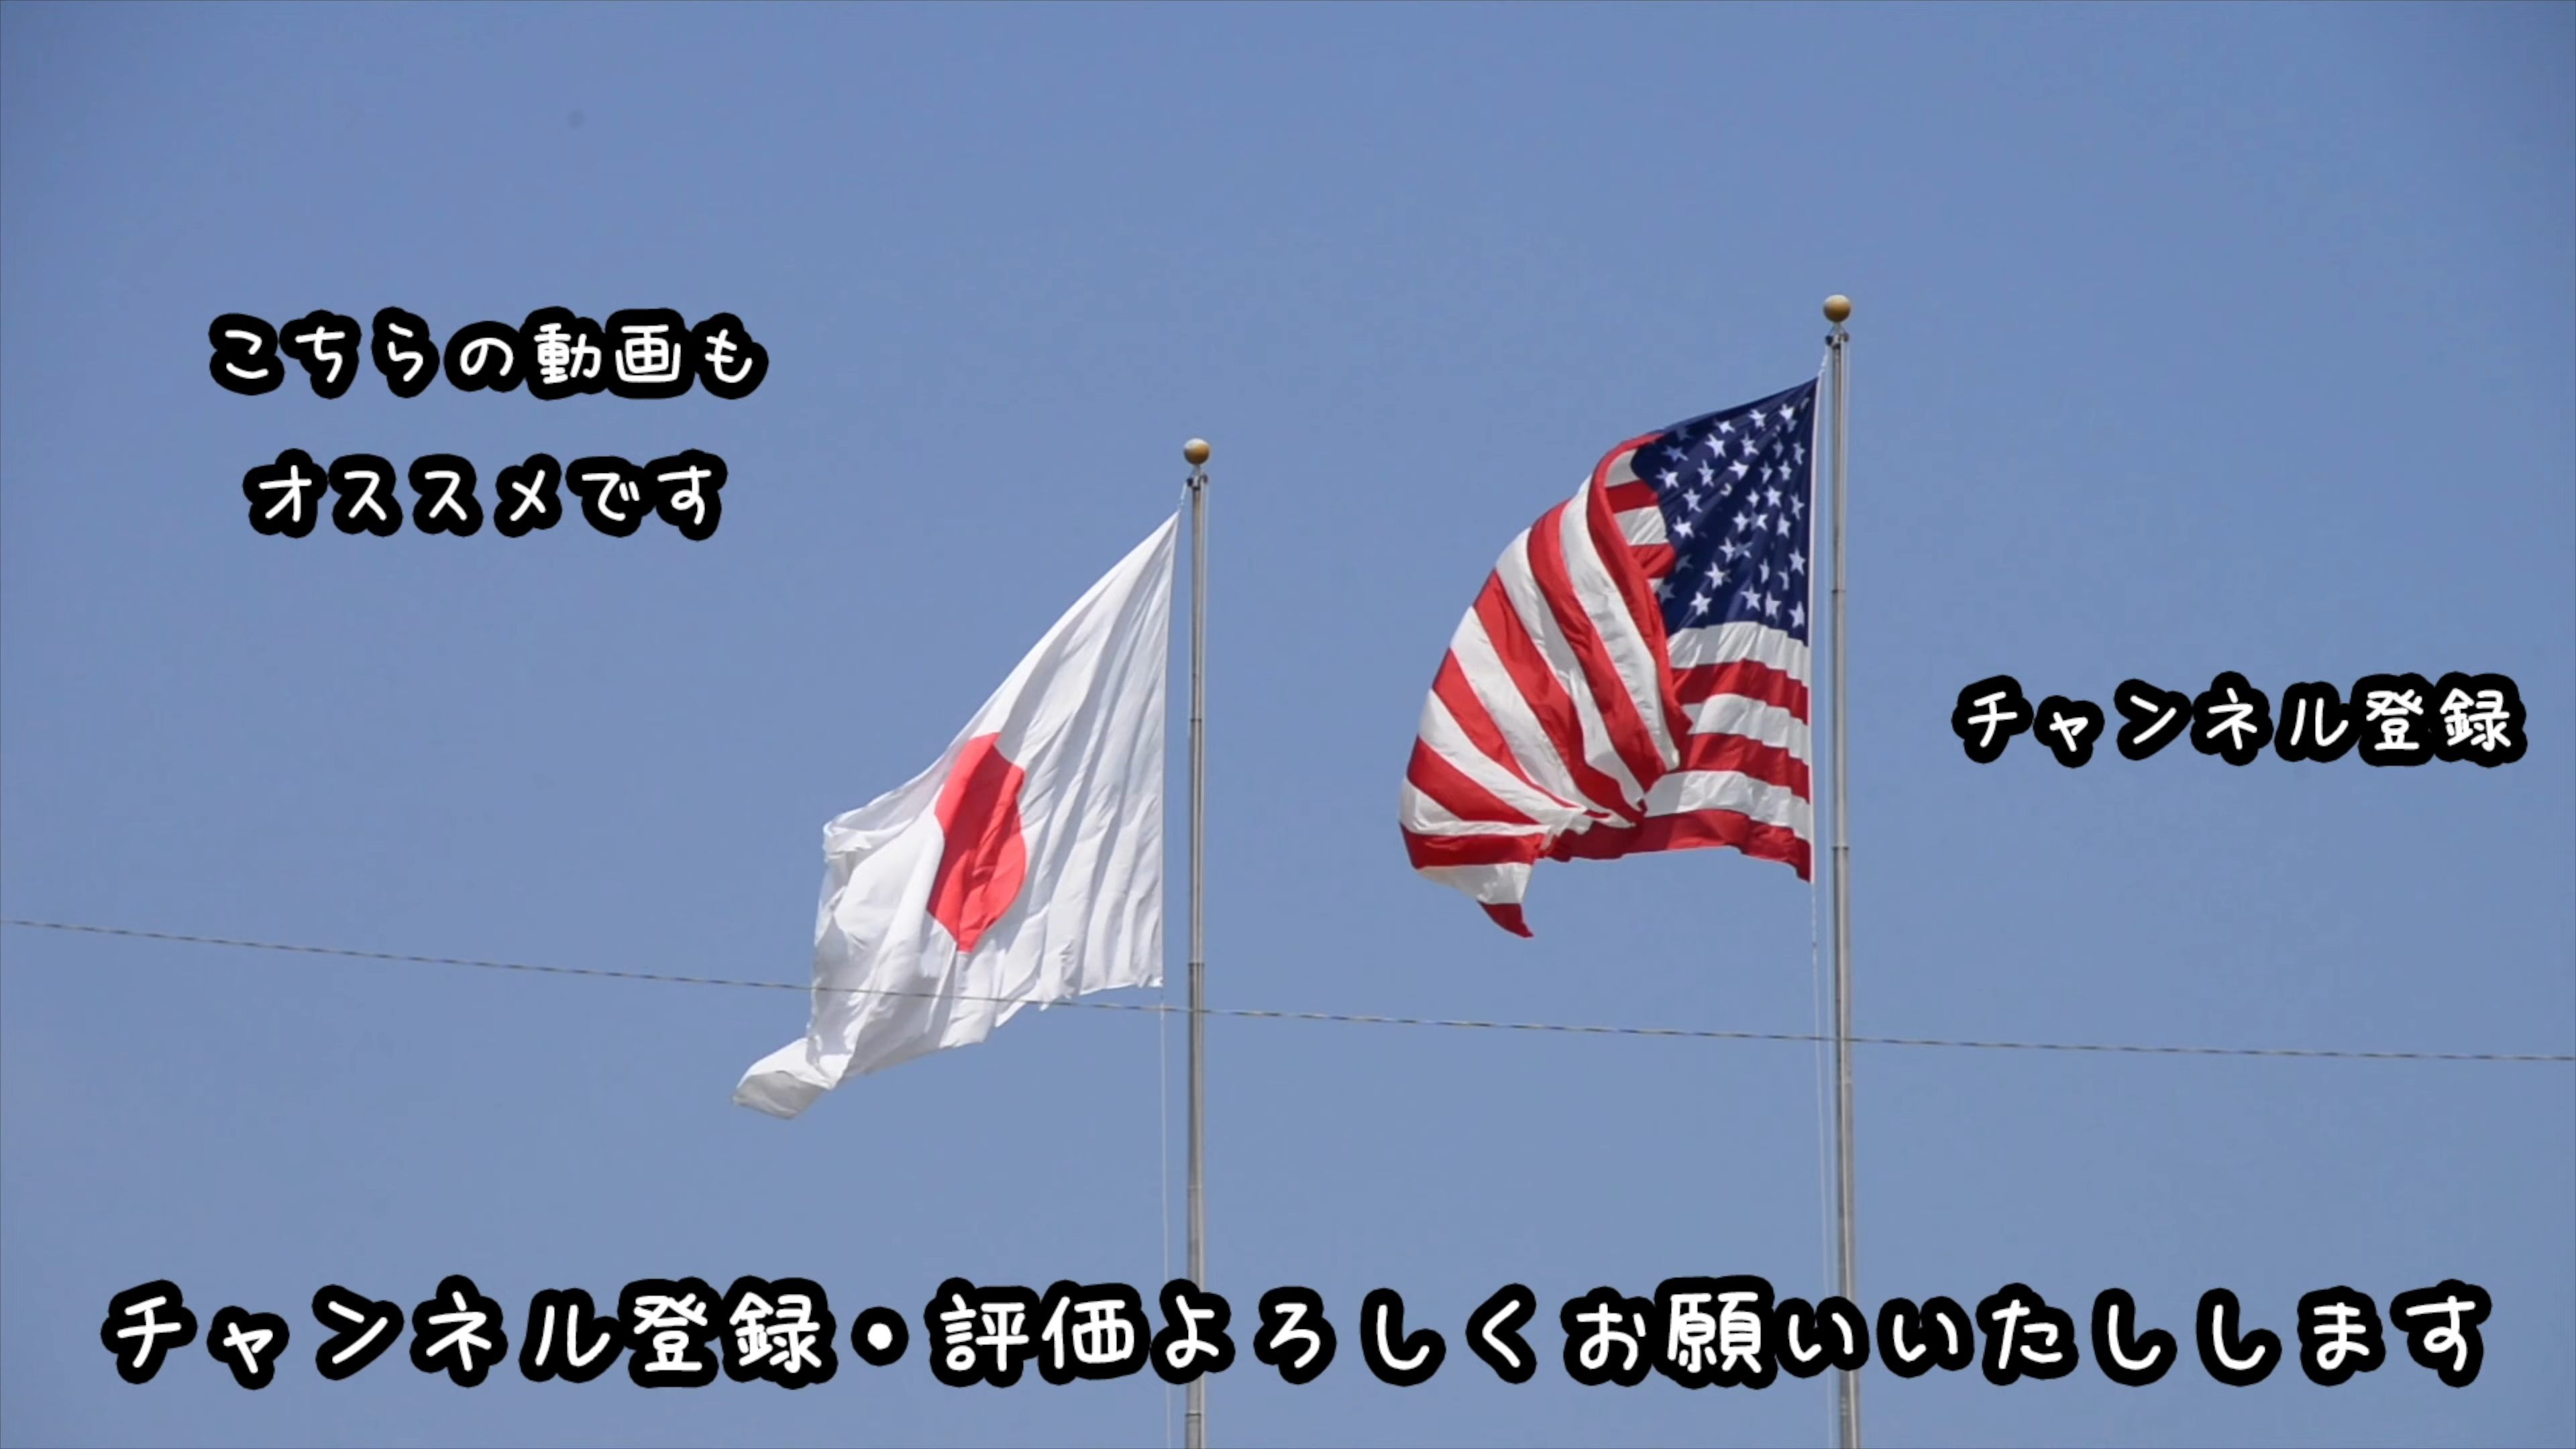 こちらの動画も
オススメです
チャンネル登録
チャンネル登録・評価よろしくお願いいたしします